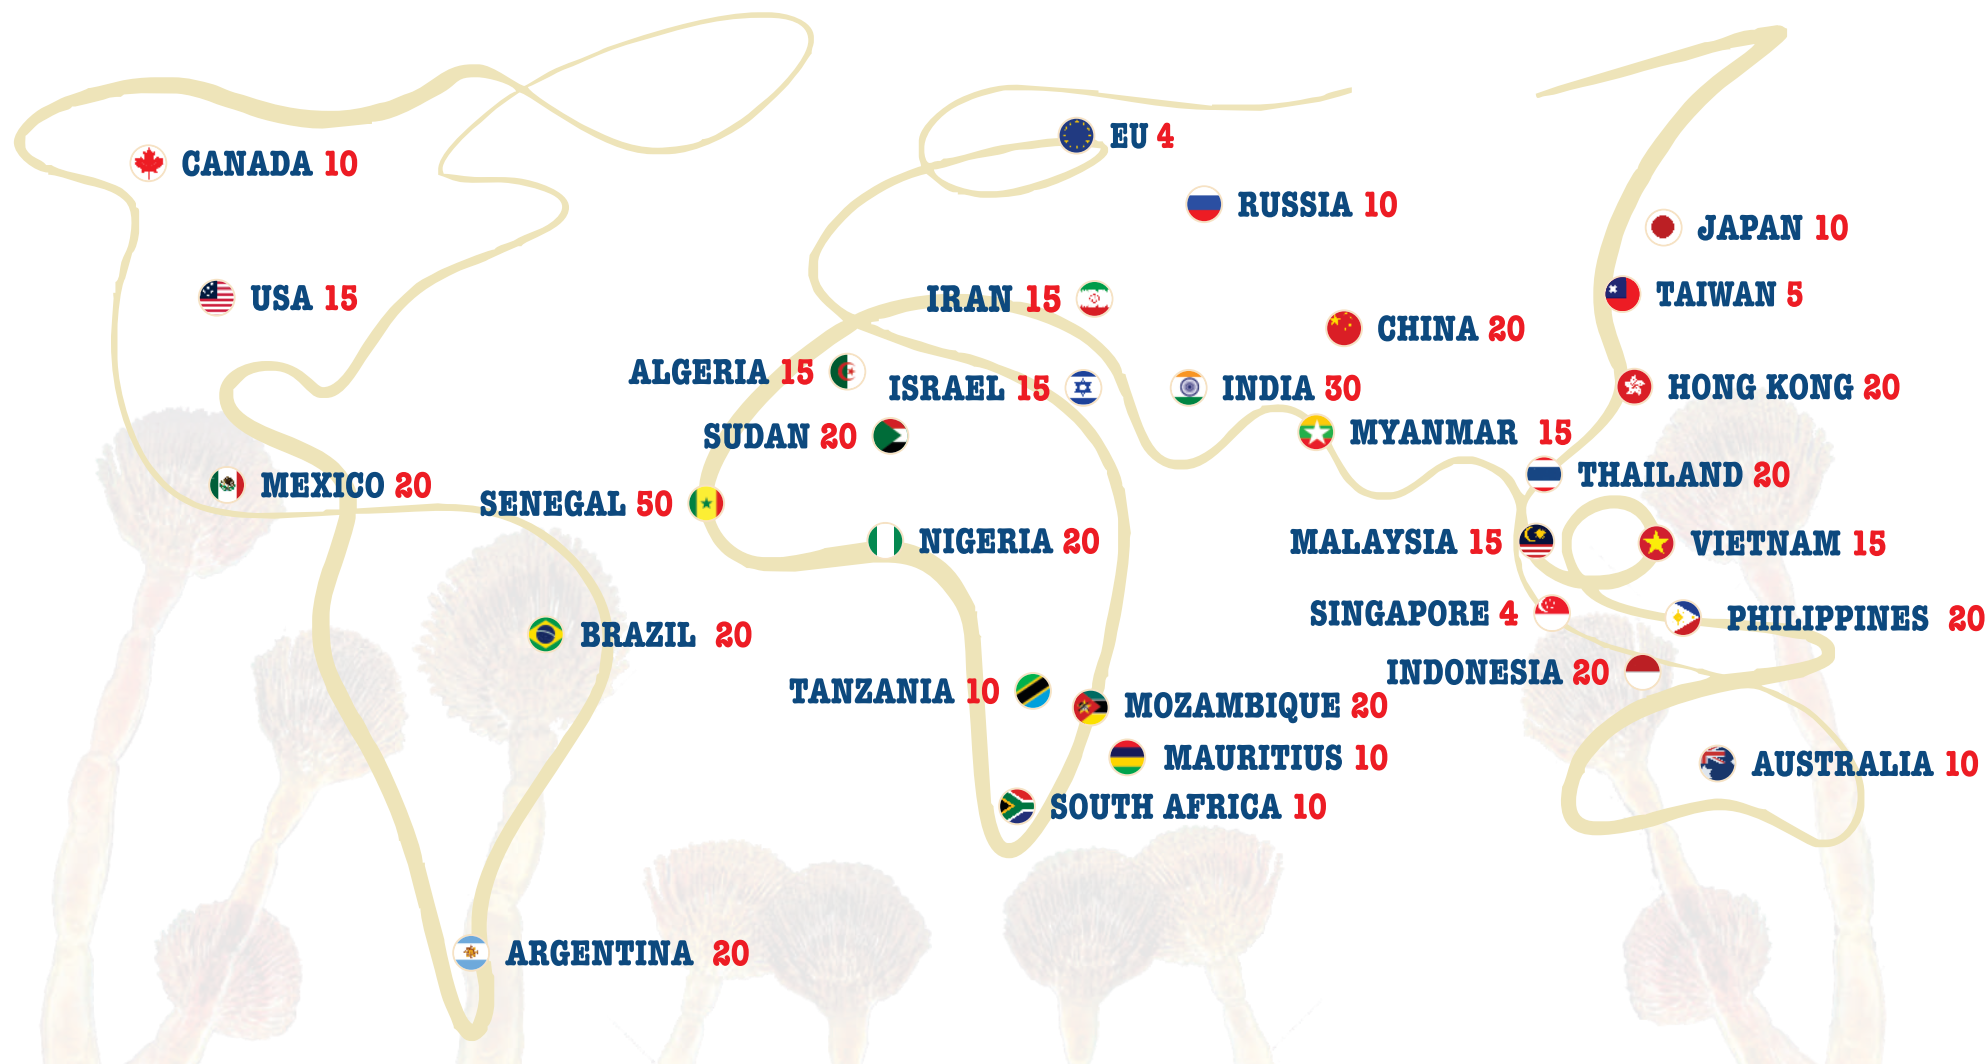 EU 4
CANADA 10
RUSSIA 10
JAPAN 10
USA 15
IRAN 15
TAIWAN 5
CHINA 20
ALGERIA 15
ISRAEL 15
INDIA 30
HONG KONG 20
SUDAN 20
MYANMAR 15
THAILAND 20
MEXICO 20
SENEGAL 50
NIGERIA 20
MALAYSIA 15
VIETNAM 15
SINGAPORE 4
PHILIPPINES 20
BRAZIL 20
INDONESIA 20
TANZANIA 10
MOZAMBIQUE 20
MAURITIUS 10
AUSTRALIA 10
SOUTH AFRICA 10
ARGENTINA 20